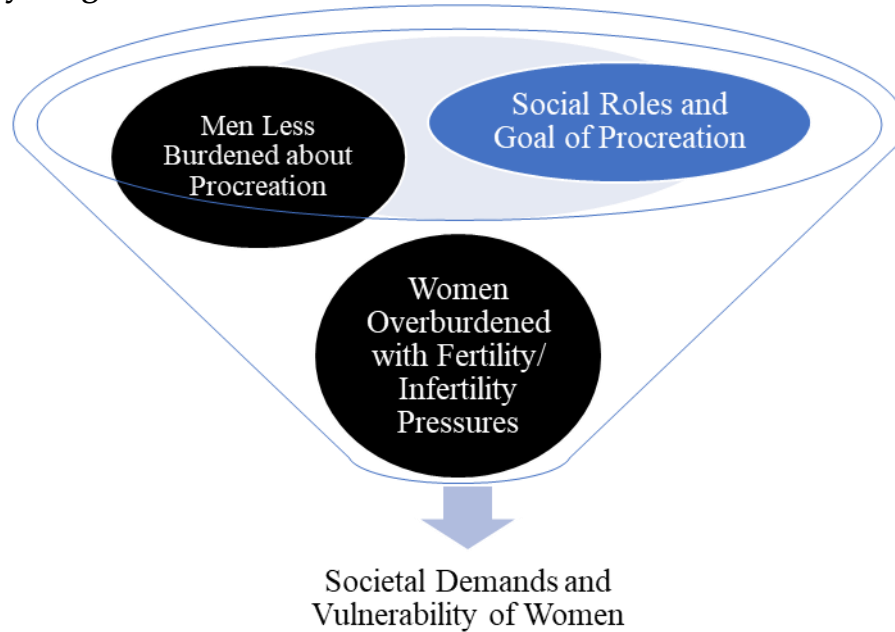 Men Less
Burdened about
Procreation
Social Roles and
Goal of Procreation
Women
Overburdened
with Fertility/
Infertility
Pressures
Societal Demands and
Vulnerability of Women